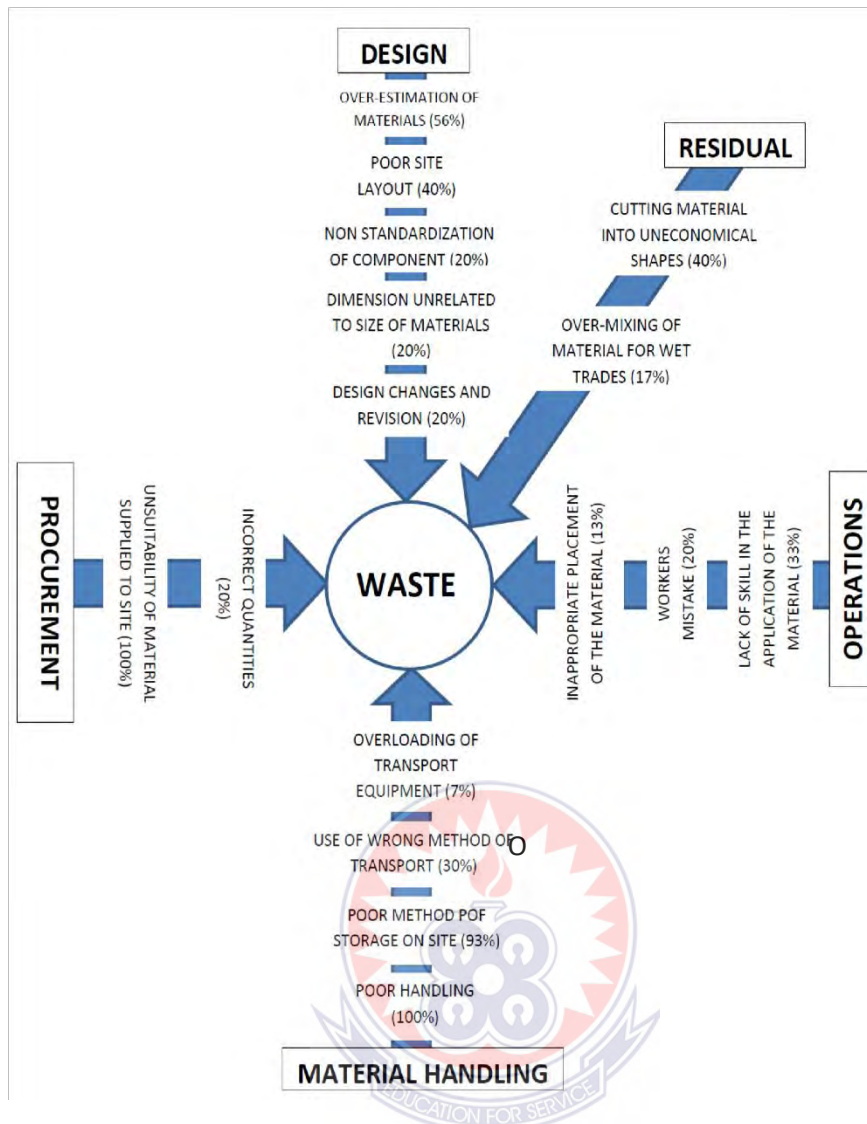 DESIGN
OVER-ESTIMATION OF
MATERIALS (56%)
POOR SITE
LAYOUT (40%)
NON STANDARDIZATION
OF COMPONENT (20%)
DIMENSION UNRELATED
TO SIZE OF MATERIALS
(20%)
DESIGN CHANGES AND
REVISION (20%)
RESIDUAL
CUTTING MATERIAL
INTO UNECONOMICAL
SHAPES (40%)
OVER-MIXING OF
MATERIAL FOR WET
TRADES (17%)
PROCUREMENT
UNSUITABILITY OF MATERIAL
SUPPLIED TO SITE (100%)
INCORRECT QUANTITIES
(20%)
WASTE
INAPPROPRIATE PLACEMENT
OF THE MATERIAL (13%)
WORKERS
MISTAKE (20%)
LACK OF SKILL IN THE
APPLICATION OF THE
MATERIAL (33%)
OPERATIONS
OVERLOADING OF
TRANSPORT
EQUIPMENT (7%)
USE OF WRONG METHOD OF
O
TRANSPORT (30%)
POOR METHOD POF
STORAGE ON SITE (93%)
POOR HANDLING
(100%)
MATERIAL HANDLING
EDUCATION FOR SERVICE